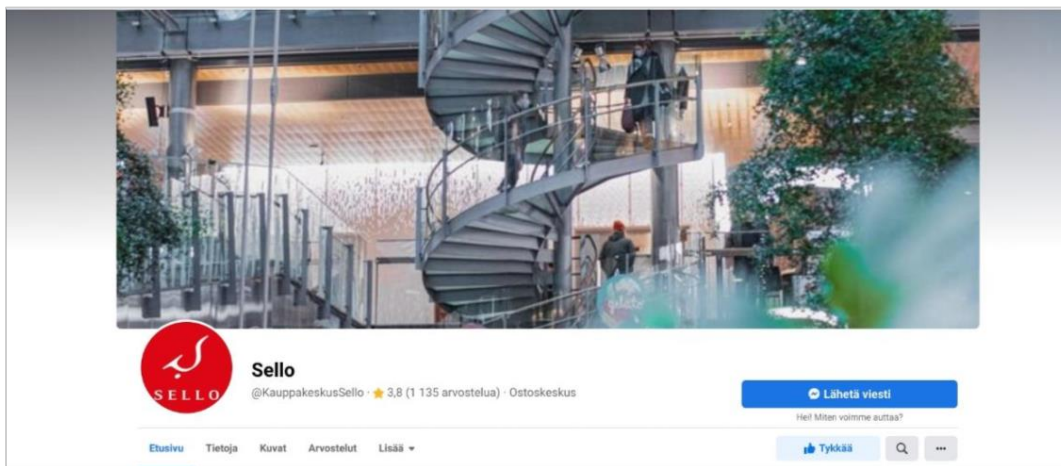 SELLO
Sello
@KauppakeskusSello · ⭐ 3,8 (1 135 arvostelua) · Ostoskeskus
Lähetä viesti
Hei! Miten voimme auttaa?
Etusivu Tietoja Kuvat Arvostelut Lisää
Tykkää